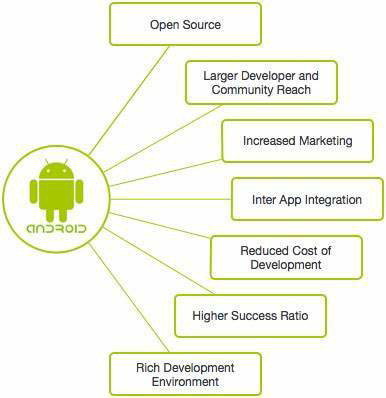 Open Source
Larger Developer and
Community Reach
Increased Marketing
ANDROID
Inter App Integration
Reduced Cost of
Development
Higher Success Ratio
Rich Development
Environment